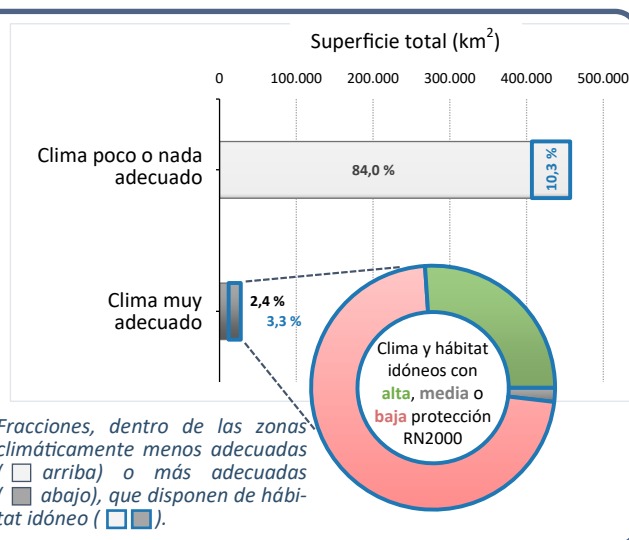 Superficie total (km2)
0 100.000 200.000 300.000 400.000 500.000
Clima poco o nada
adecuado
84,0 %
10,3 %
Clima muy
adecuado
2,4 %
3,3 %
Clima y hábitat
idóneos con
alta, media o
baja protección
RN2000
Fracciones, dentro de las zonas
climáticamente menos adecuadas
( arriba) o más adecuadas
( abajo), que disponen de hábi-
tat idóneo ( ).